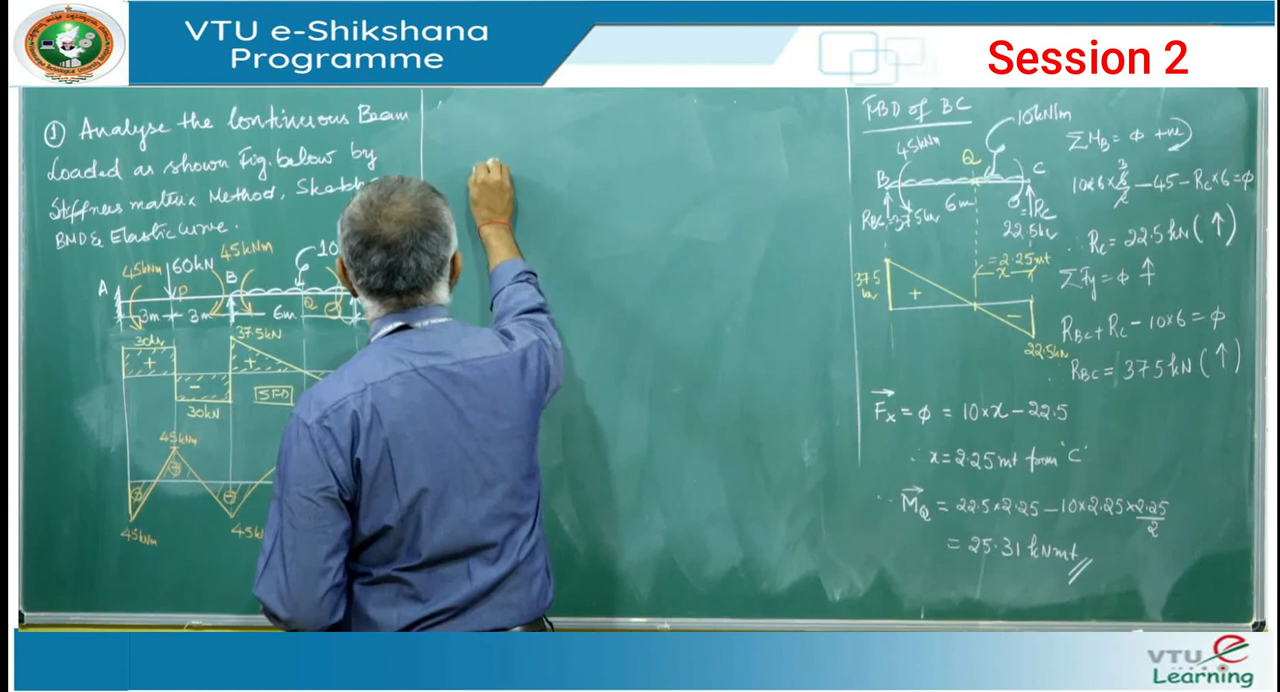 VTU e-Shikshana
Programme
Session 2
① Analyse the Continuous Beam
Loaded as shown Fig. below by
Stiffness matrix Method, Sketch
BMD & Elastic Curve.
45kNm
60kN
45kNm
10
A
P
B
Q
3m
3m
6m
30kN
+
-
30kN
37.5kN
+
SFD
45kNm
+
-
-
45kNm
45k
FBD of BC
10kN/m
45kNm
Q
B
C
6m
RBC=37.5kN
RC
=
22.5kN
=2.25mt
x
37.5
kN
+
-
22.5kN
ΣMB = ϕ +ve
10×6×6/2 3 - 45 - RC×6 = ϕ
∴ RC = 22.5 kN (↑)
ΣFy = ϕ ↑
RBC + RC - 10×6 = ϕ
∴ RBC = 37.5 kN (↑)
Fx = ϕ = 10×x - 22.5
∴ x = 2.25 mt from 'C'
∴ MQ = 22.5×2.25 - 10×2.25×2.25/2
= 25.31 kNmt
VTU e
Learning